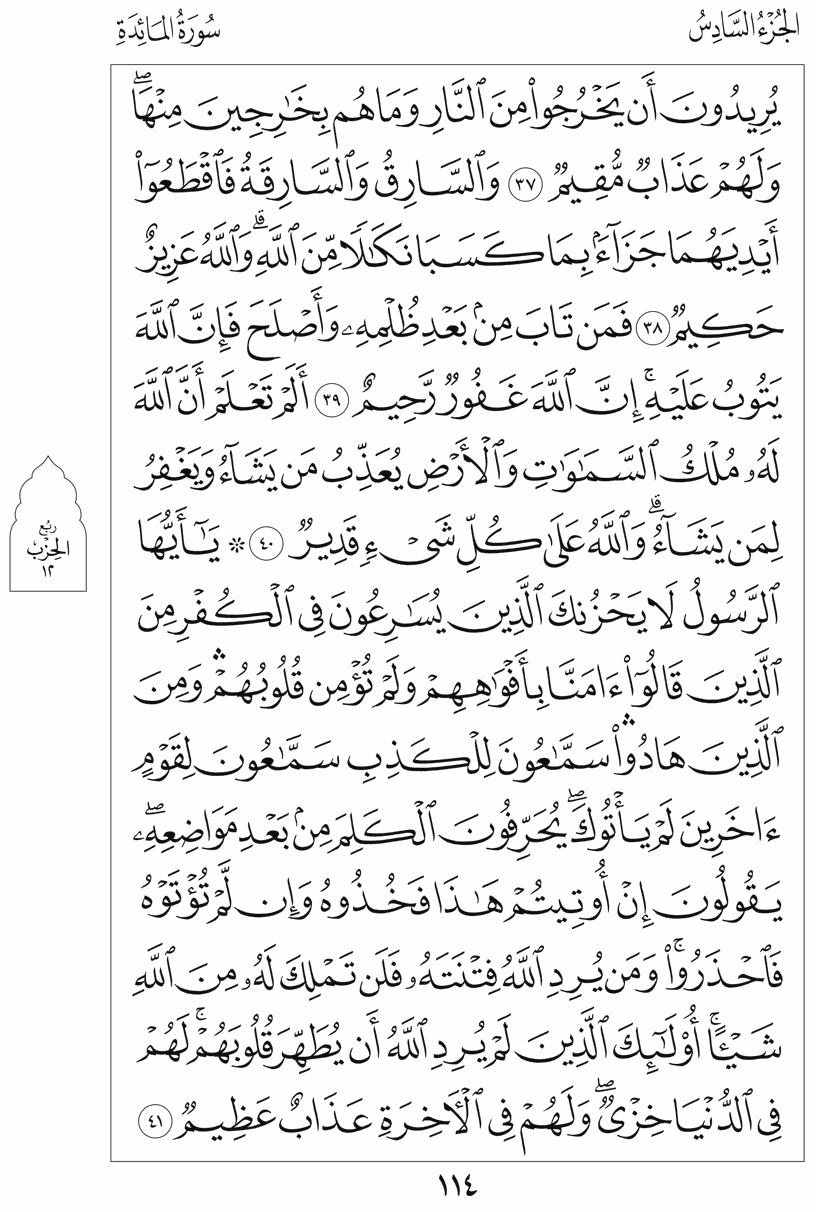 الجُزْءُ السَّادِسُ
سُورَةُ المَائِدَةِ
يُرِيدُونَ أَن يَخْرُجُوا۟ مِنَ ٱلنَّارِ وَمَا هُم بِخَٰرِجِينَ مِنْهَا ۖ
وَلَهُمْ عَذَابٌ مُّقِيمٌ ٣٧ وَٱلسَّارِقُ وَٱلسَّارِقَةُ فَٱقْطَعُوٓا۟
أَيْدِيَهُمَا جَزَآءًۢ بِمَا كَسَبَا نَكَٰلًا مِّنَ ٱللَّهِ ۗ وَٱللَّهُ عَزِيزٌ
حَكِيمٌ ٣٨ فَمَن تَابَ مِنۢ بَعْدِ ظُلْمِهِۦ وَأَصْلَحَ فَإِنَّ ٱللَّهَ
يَتُوبُ عَلَيْهِ ۚ إِنَّ ٱللَّهَ غَفُورٌ رَّحِيمٌ ٣٩ أَلَمْ تَعْلَمْ أَنَّ ٱللَّهَ
لَهُۥ مُلْكُ ٱلسَّمَٰوَٰتِ وَٱلْأَرْضِ يُعَذِّبُ مَن يَشَآءُ وَيَغْفِرُ
لِمَن يَشَآءُ ۗ وَٱللَّهُ عَلَىٰ كُلِّ شَىْءٍ قَدِيرٌ ٤٠ * يَٰٓأَيُّهَا
ٱلرَّسُولُ لَا يَحْزُنكَ ٱلَّذِينَ يُسَٰرِعُونَ فِى ٱلْكُفْرِ مِنَ
ٱلَّذِينَ قَالُوٓا۟ ءَامَنَّا بِأَفْوَٰهِهِمْ وَلَمْ تُؤْمِن قُلُوبُهُمْ ۛ وَمِنَ
ٱلَّذِينَ هَادُوا۟ ۛ سَمَّٰعُونَ لِلْكَذِبِ سَمَّٰعُونَ لِقَوْمٍ
ءَاخَرِينَ لَمْ يَأْتُوكَ ۖ يُحَرِّفُونَ ٱلْكَلِمَ مِنۢ بَعْدِ مَوَاضِعِهِۦ ۖ
يَقُولُونَ إِنْ أُوتِيتُمْ هَٰذَا فَخُذُوهُ وَإِن لَّمْ تُؤْتَوْهُ
فَٱحْذَرُوا۟ ۚ وَمَن يُرِدِ ٱللَّهُ فِتْنَتَهُۥ فَلَن تَمْلِكَ لَهُۥ مِنَ ٱللَّهِ
شَيْـًٔا ۚ أُو۟لَٰٓئِكَ ٱلَّذِينَ لَمْ يُرِدِ ٱللَّهُ أَن يُطَهِّرَ قُلُوبَهُمْ ۚ لَهُمْ
فِى ٱلدُّنْيَا خِزْىٌ ۖ وَلَهُمْ فِى ٱلْءَاخِرَةِ عَذَابٌ عَظِيمٌ ٤١
رُبُع
الحِزْبِ
١٢
١١٤